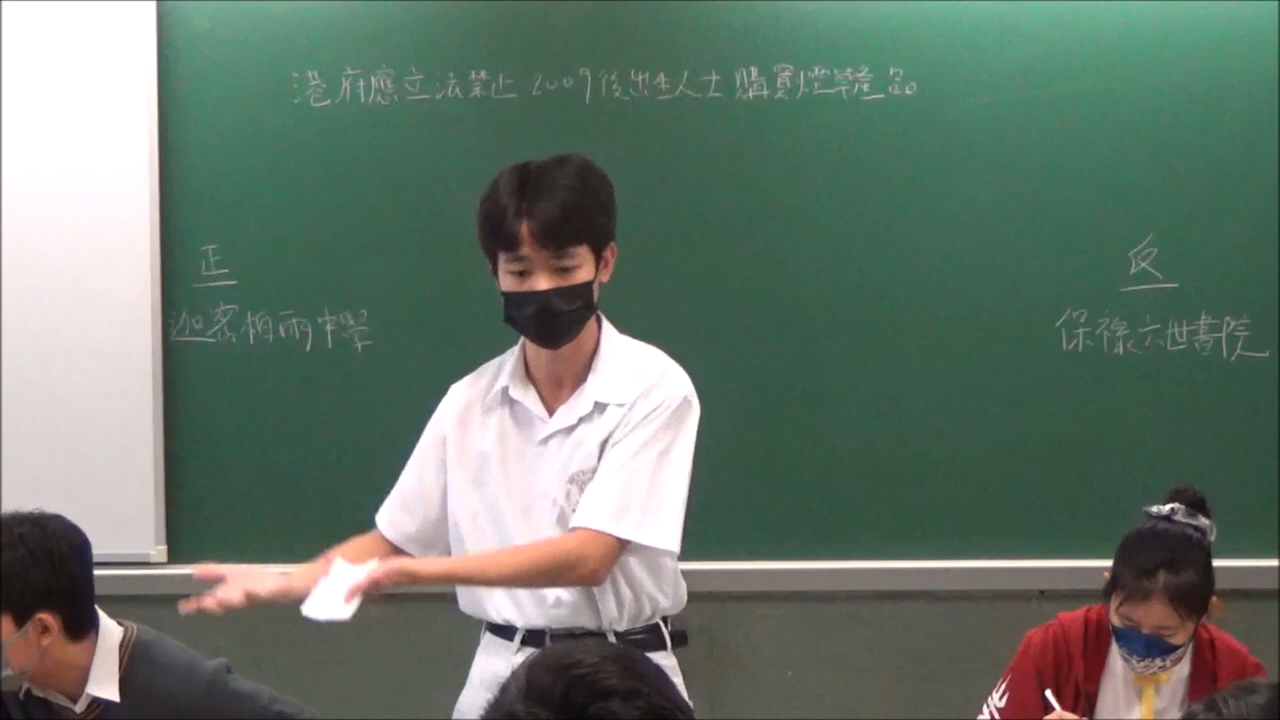 港府應立法禁止2009後出生人士購買煙草產品
正
迦密柏雨中學
反
保祿六世書院